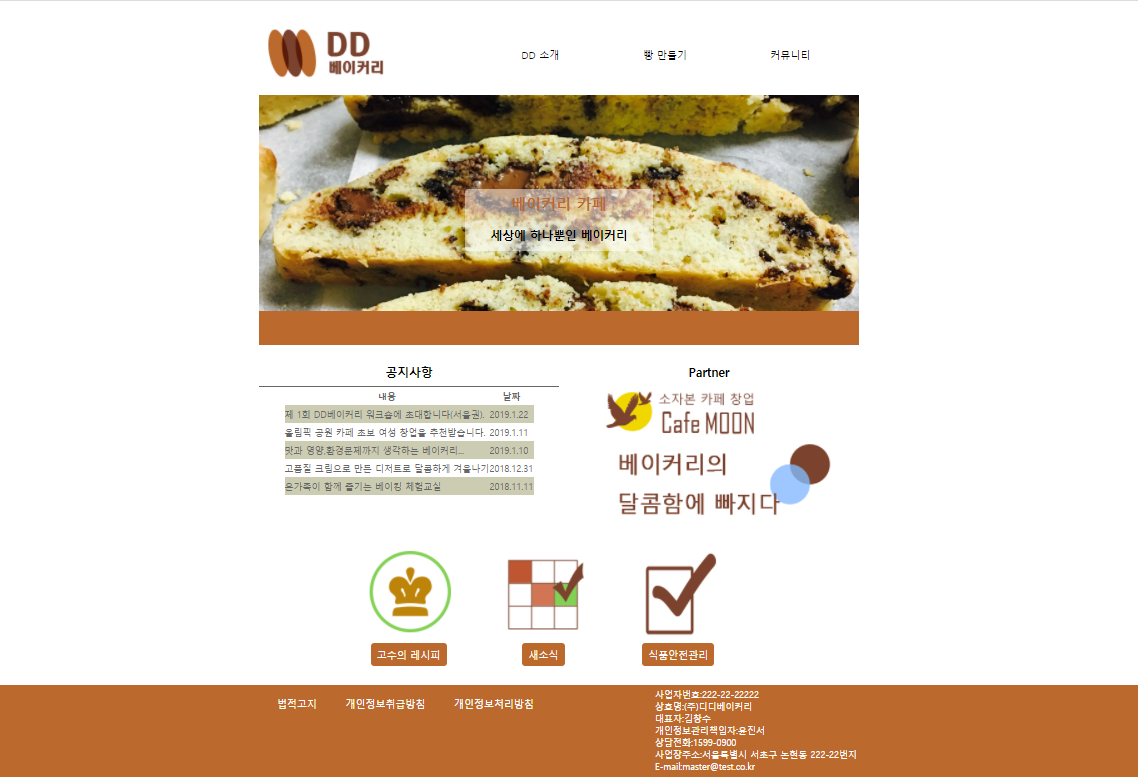 DD
베이커리
DD 소개
빵 만들기
커뮤니티
베이커리 카페
세상에 하나뿐인 베이커리
공지사항
내용 날짜
제 1회 DD베이커리 워크숍에 초대합니다(서울권). 2019.1.22
올림픽 공원 카페 초보 여성 창업을 추천받습니다. 2019.1.11
맛과 영양,환경문제까지 생각하는 베이커리... 2019.1.10
고품질 크림으로 만든 디저트로 달콤하게 겨울나기 2018.12.31
온가족이 함께 즐기는 베이킹 체험교실 2018.11.11
Partner
소자본 카페 창업
Cafe MOON
베이커리의
달콤함에 빠지다
고수의 레시피
새소식
식품안전관리
법적고지
개인정보취급방침
개인정보처리방침
사업자번호:222-22-22222
상호명:(주)디디베이커리
대표자:김창수
개인정보관리책임자:윤진서
상담전화:1599-0900
사업장주소:서울특별시 서초구 논현동 222-22번지
E-mail:master@test.co.kr